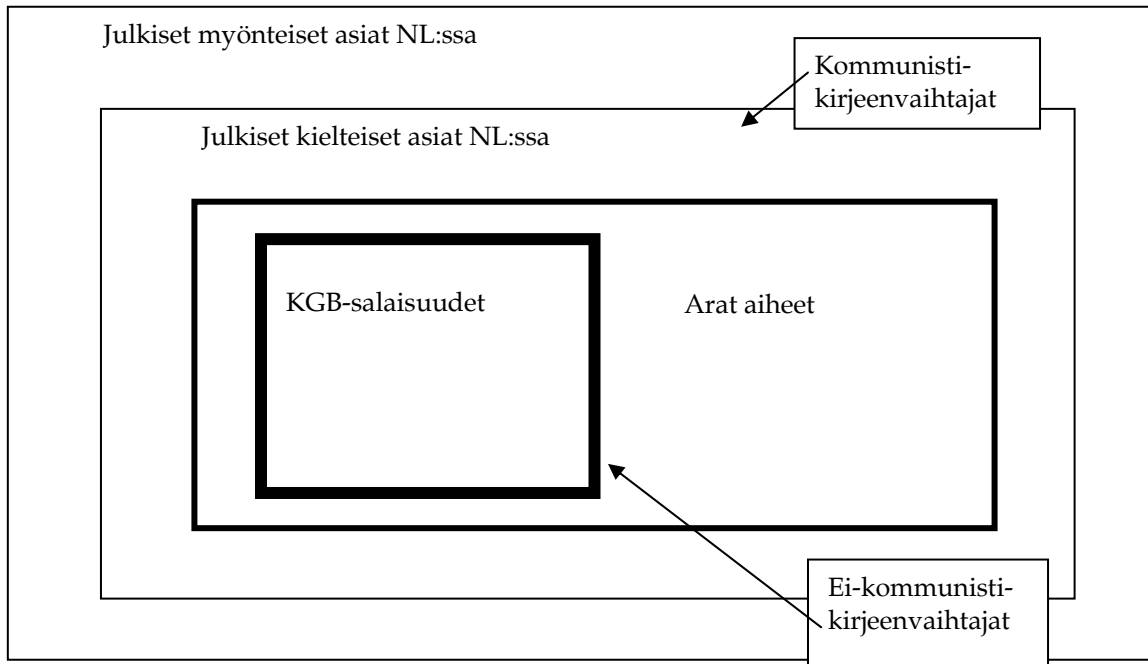 Julkiset myönteiset asiat NL:ssa
Kommunisti-
kirjeenvaihtajat
Julkiset kielteiset asiat NL:ssa
KGB-salaisuudet
Arat aiheet
Ei-kommunisti-
kirjeenvaihtajat